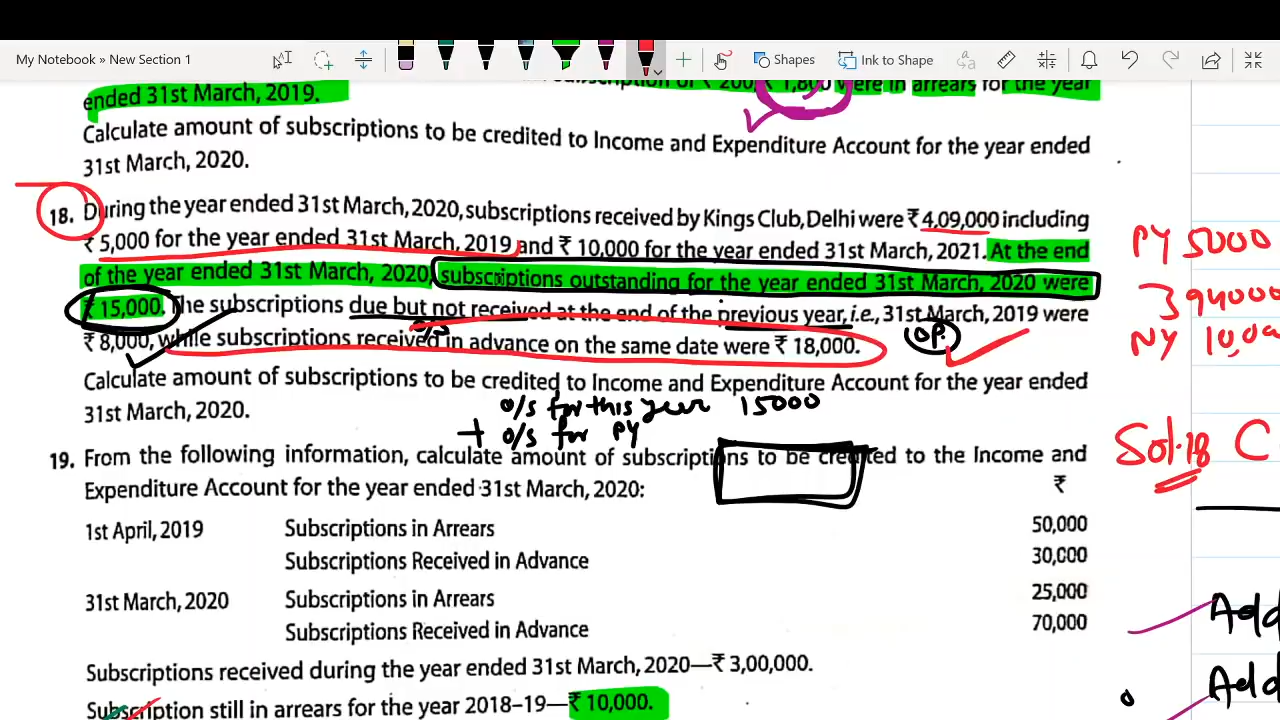 My Notebook » New Section 1
Shapes
Ink to Shape
subscription of ₹ 200, ₹ 1,800 were in arrears for the year
ended 31st March, 2019.
Calculate amount of subscriptions to be credited to Income and Expenditure Account for the year ended
31st March, 2020.
18. During the year ended 31st March, 2020, subscriptions received by Kings Club, Delhi were ₹ 4,09,000 including
₹ 5,000 for the year ended 31st March, 2019 and ₹ 10,000 for the year ended 31st March, 2021. At the end
of the year ended 31st March, 2020, subscriptions outstanding for the year ended 31st March, 2020 were
₹ 15,000. The subscriptions due but not received at the end of the previous year, i.e., 31st March, 2019 were
₹ 8,000, while subscriptions received in advance on the same date were ₹ 18,000.
Calculate amount of subscriptions to be credited to Income and Expenditure Account for the year ended
31st March, 2020.
PY 5000
394000
NY 10,00
op.
o/s for this year 15000
+ o/s for PY
Sol.18 C
19. From the following information, calculate amount of subscriptions to be credited to the Income and
Expenditure Account for the year ended 31st March, 2020:
₹
1st April, 2019 Subscriptions in Arrears 50,000
Subscriptions Received in Advance 30,000
31st March, 2020 Subscriptions in Arrears 25,000
Subscriptions Received in Advance 70,000
Subscriptions received during the year ended 31st March, 2020—₹ 3,00,000.
Subscription still in arrears for the year 2018–19—₹ 10,000.
Add
Add